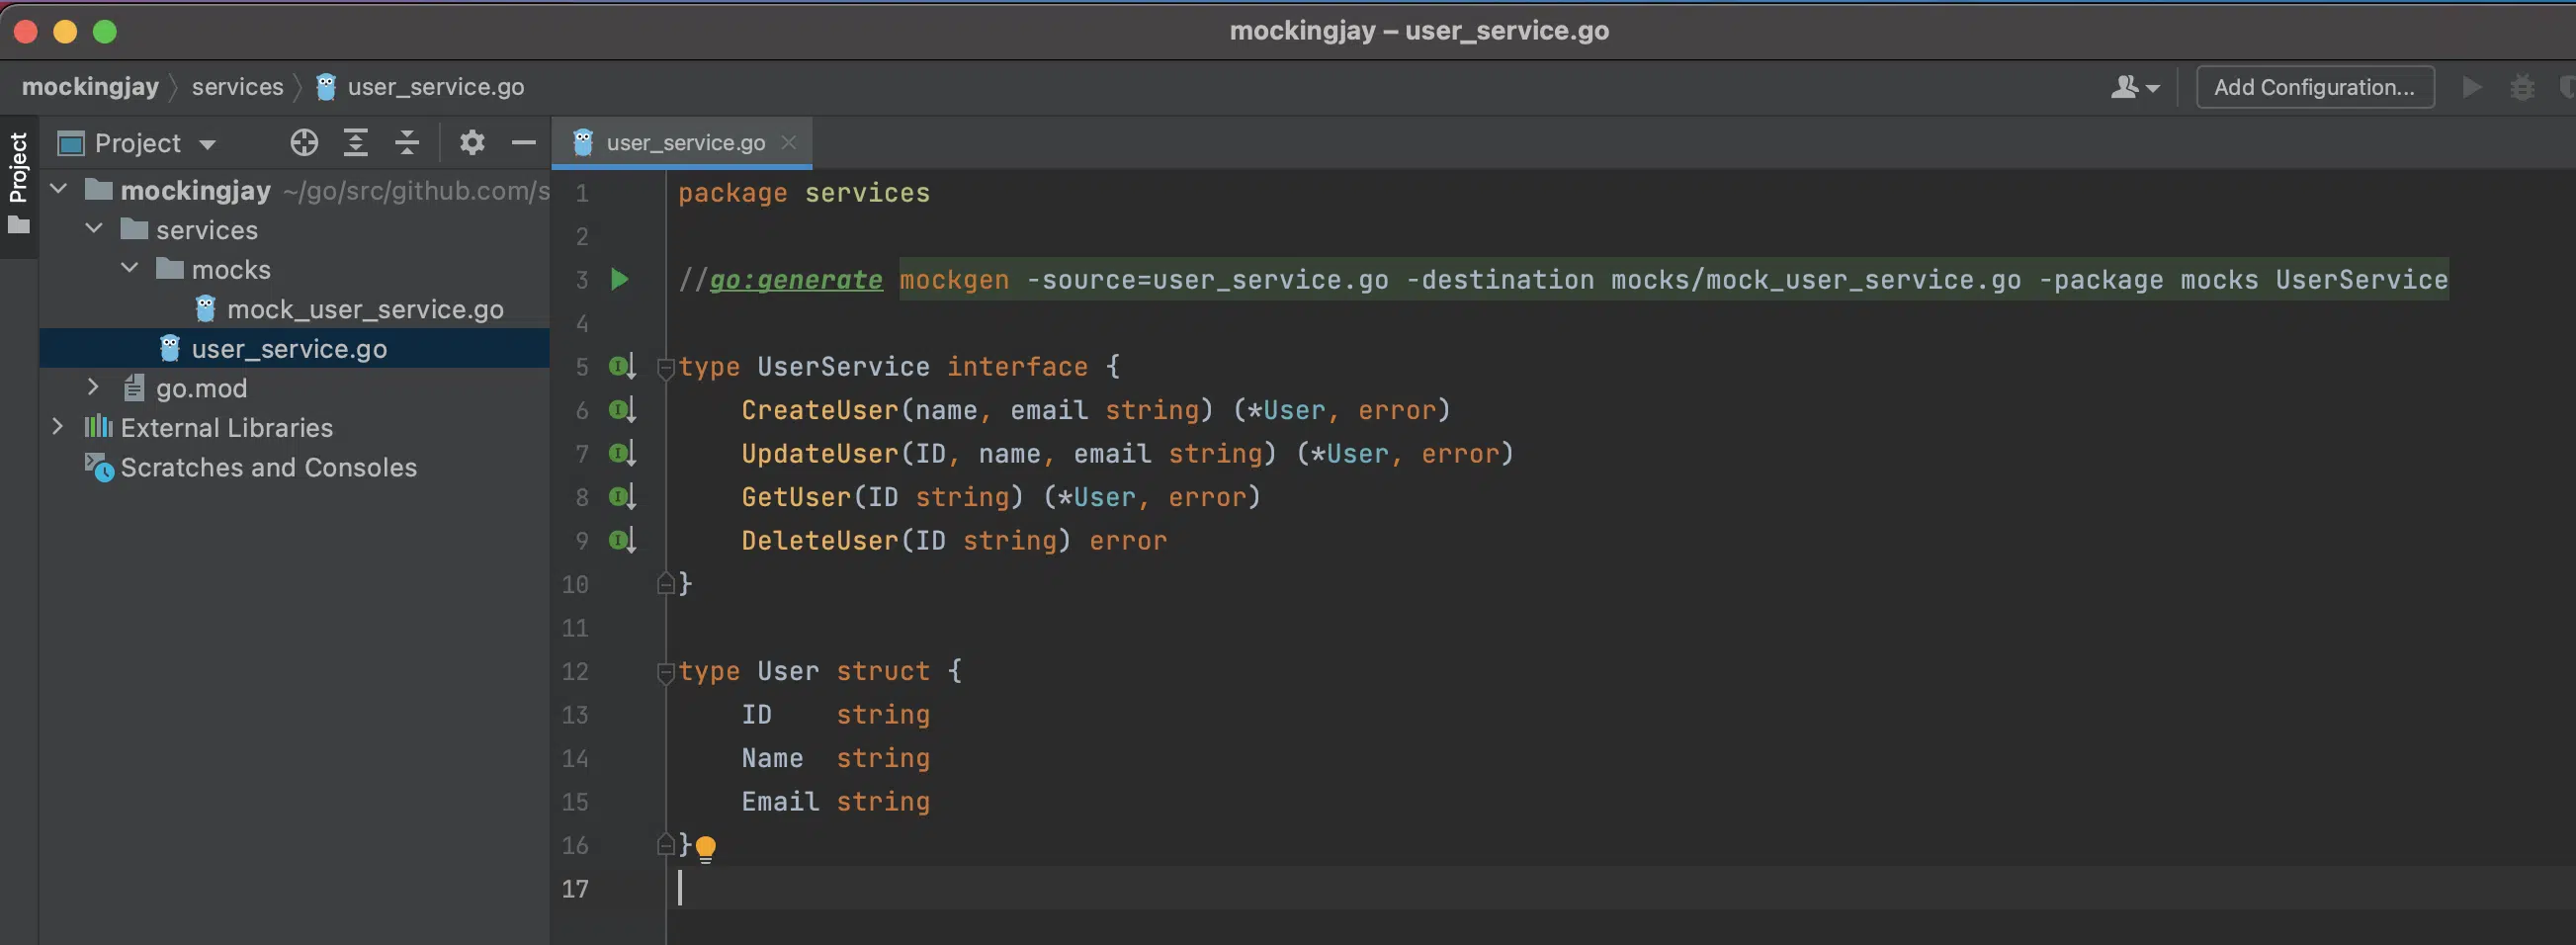 mockingjay – user_service.go
mockingjay services user_service.go
Add Configuration...
Project
Project
mockingjay ~/go/src/github.com/s
services
mocks
mock_user_service.go
user_service.go
go.mod
External Libraries
Scratches and Consoles
user_service.go
1 package services
2
3 //go:generate mockgen -source=user_service.go -destination mocks/mock_user_service.go -package mocks UserService
4
5 type UserService interface {
6 CreateUser(name, email string) (*User, error)
7 UpdateUser(ID, name, email string) (*User, error)
8 GetUser(ID string) (*User, error)
9 DeleteUser(ID string) error
10 }
11
12 type User struct {
13 ID string
14 Name string
15 Email string
16 }
17